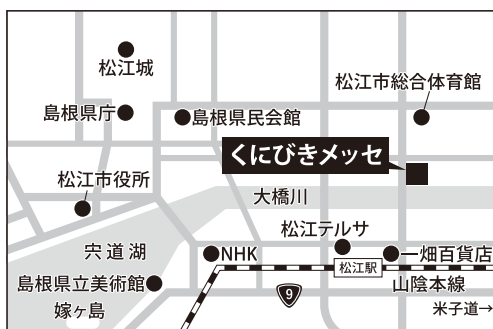 松江城
松江市総合体育館
島根県庁
島根県民会館
くにびきメッセ
松江市役所
大橋川
松江テルサ
宍道湖
NHK
一畑百貨店
松江駅
島根県立美術館
山陰本線
9
嫁ヶ島
米子道→